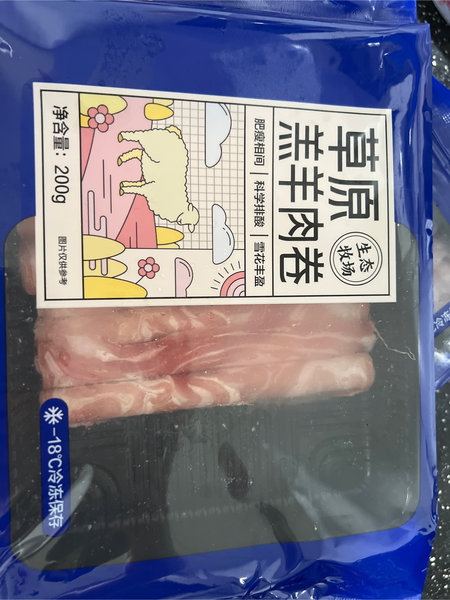 草原
羔羊肉卷
生态
牧场
肥瘦相间｜科学排酸｜雪花丰盈
净含量：200g
图片仅供参考
-18℃冷冻保存